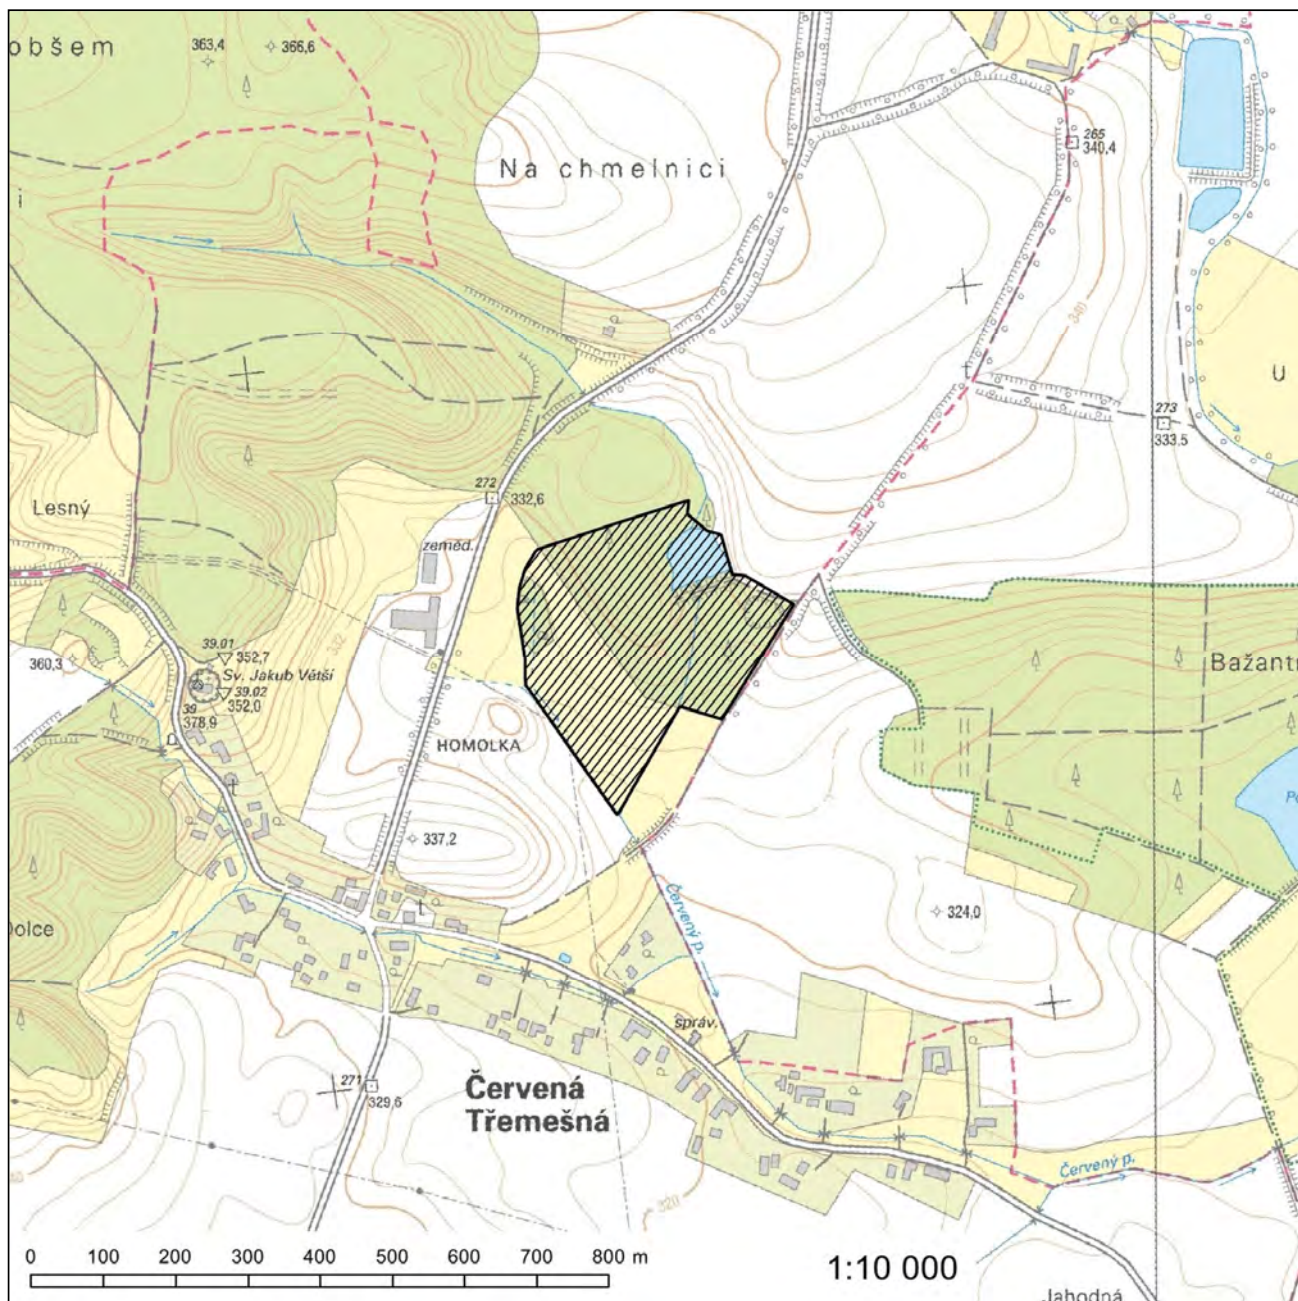 obšem
363,4
366,6
Na chmelnici
i
265
340,4
340
U
273
333,5
Lesný
272
332,6
zeměd.
332
39.01
352,7
Sv. Jakub Větší
39.02
352,0
39
378,9
360,3
HOMOLKA
Bažantn
337,2
324,0
Dolce
Červený p.
správ.
271
329,6
Červená
Třemešná
320
Červený p.
Jahodná
0 100 200 300 400 500 600 700 800 m
1:10 000